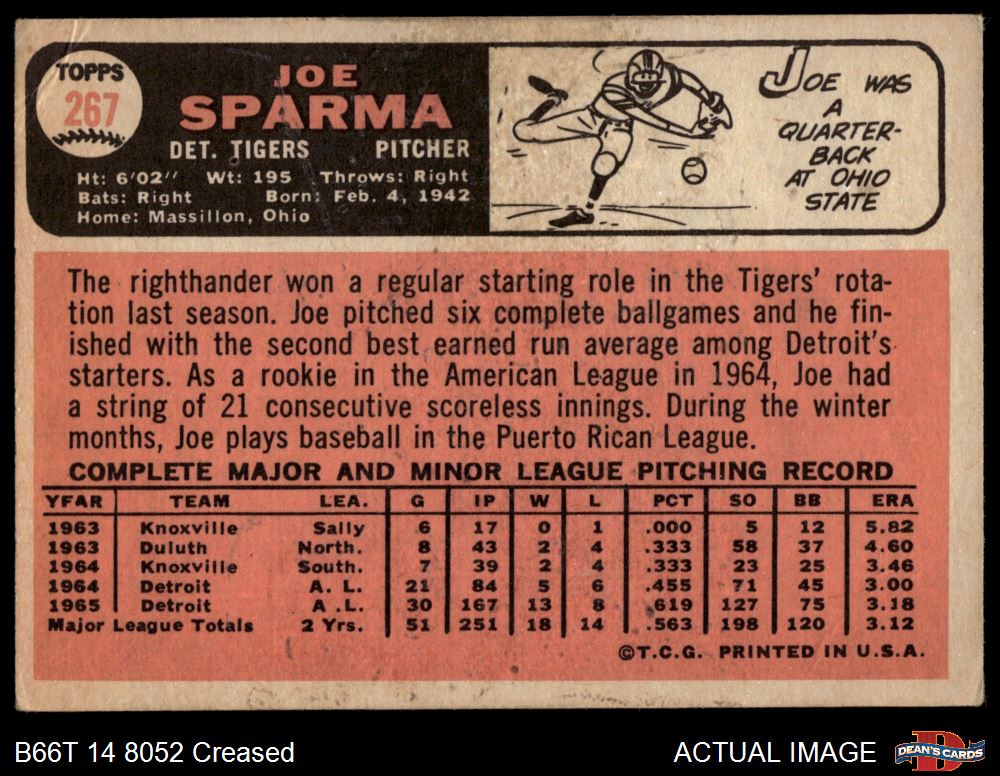 TOPPS
267
JOE
SPARMA
DET. TIGERS PITCHER
Ht: 6'02" Wt: 195 Throws: Right
Bats: Right Born: Feb. 4, 1942
Home: Massillon, Ohio
JOE WAS
A
QUARTER-
BACK
AT OHIO
STATE
The righthander won a regular starting role in the Tigers' rota-
tion last season. Joe pitched six complete ballgames and he fin-
ished with the second best earned run average among Detroit's
starters. As a rookie in the American League in 1964, Joe had
a string of 21 consecutive scoreless innings. During the winter
months, Joe plays baseball in the Puerto Rican League.
COMPLETE MAJOR AND MINOR LEAGUE PITCHING RECORD
YEAR TEAM LEA. G IP W L PCT SO BB ERA
1963 Knoxville Sally 6 17 0 1 .000 5 12 5.82
1963 Duluth North. 8 43 2 4 .333 58 37 4.60
1964 Knoxville South. 7 39 2 4 .333 23 25 3.46
1964 Detroit A. L. 21 84 5 6 .455 71 45 3.00
1965 Detroit A .L. 30 167 13 8 .619 127 75 3.18
Major League Totals 2 Yrs. 51 251 18 14 .563 198 120 3.12
©T.C.G. PRINTED IN U.S.A.
B66T 14 8052 Creased
ACTUAL IMAGE
DEAN'S CARDS